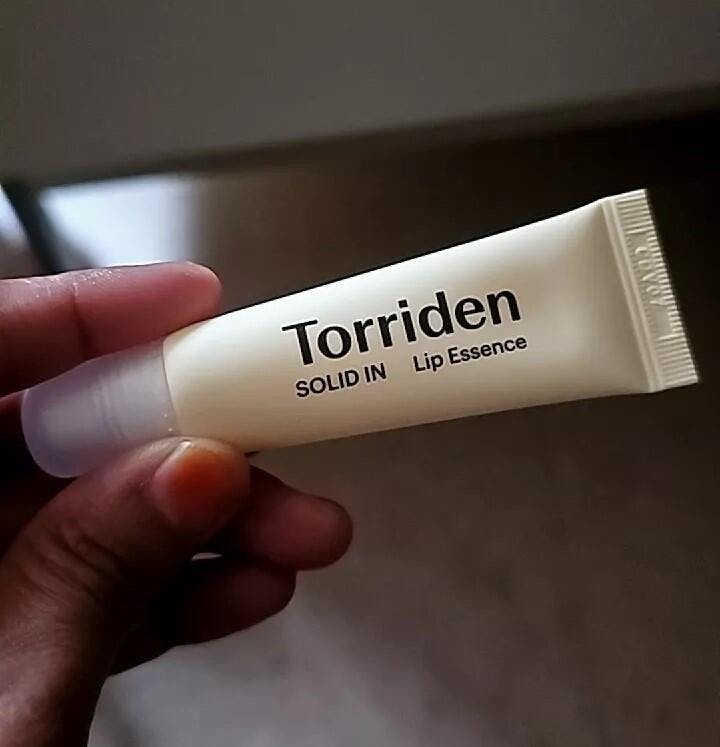 Torriden
SOLID IN Lip Essence